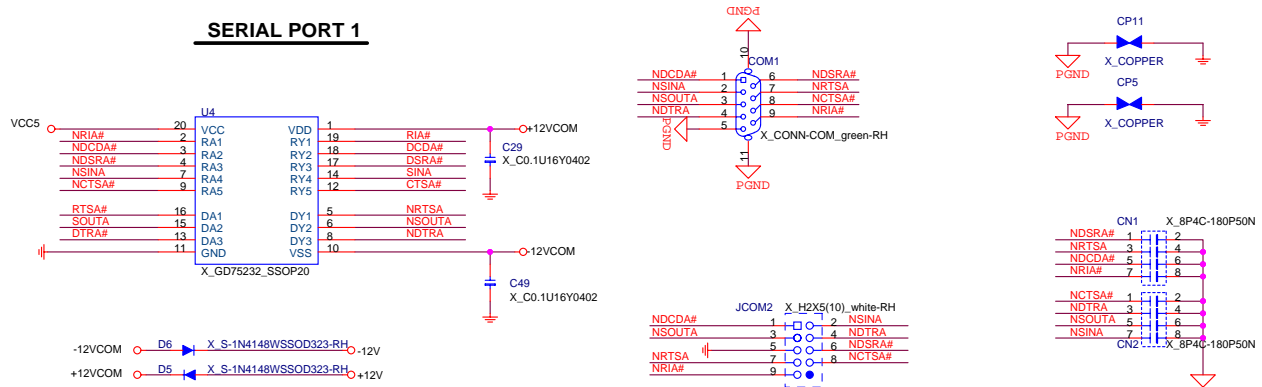 SERIAL PORT 1
U4
VCC5
20 VCC VDD 1 +12VCOM
NRIA# 2 RA1 RY1 19 RIA#
NDCDA# 3 RA2 RY2 18 DCDA#
NDSRA# 4 RA3 RY3 17 DSRA#
NSINA 7 RA4 RY4 14 SINA
NCTSA# 9 RA5 RY5 12 CTSA#
RTSA# 16 DA1 DY1 5 NRTSA
SOUTA 15 DA2 DY2 6 NSOUTA
DTRA# 13 DA3 DY3 8 NDTRA
11 GND VSS 10 -12VCOM
X_GD75232_SSOP20
C29
X_C0.1U16Y0402
C49
X_C0.1U16Y0402
-12VCOM D6 X_S-1N4148WSSOD323-RH -12V
+12VCOM D5 X_S-1N4148WSSOD323-RH +12V
PGND
10
COM1
NDCDA# 1 6 NDSRA#
NSINA 2 7 NRTSA
NSOUTA 3 8 NCTSA#
NDTRA 4 9 NRIA#
PGND 5
X_CONN-COM_green-RH
11
PGND
JCOM2 X_H2X5(10)_white-RH
NDCDA# 1 2 NSINA
NSOUTA 3 4 NDTRA
5 6 NDSRA#
NRTSA 7 8 NCTSA#
NRIA# 9
CP11
X_COPPER
PGND
CP5
X_COPPER
PGND
CN1 X_8P4C-180P50N
NDSRA# 1 2
NRTSA 3 4
NDCDA# 5 6
NRIA# 7 8
NCTSA# 1 2
NDTRA 3 4
NSOUTA 5 6
NSINA 7 8
CN2 X_8P4C-180P50N